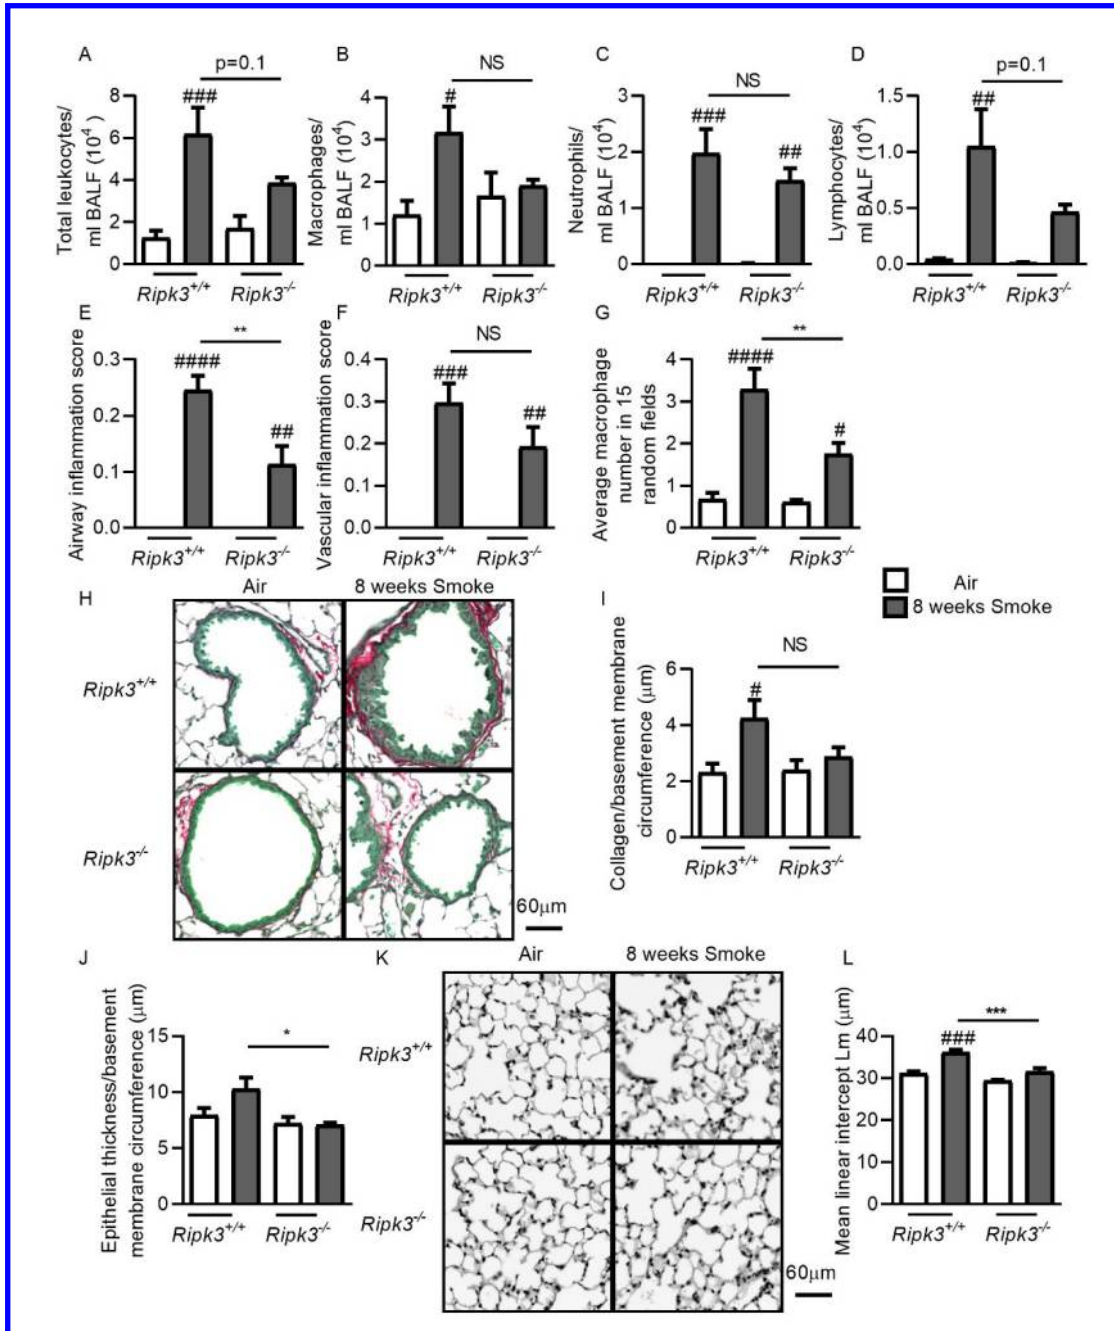 A
p=0.1
###
Total leukocytes/
ml BALF (10⁴)
8
6
4
2
0
Ripk3+/+
Ripk3-/-
B
NS
#
Macrophages/
ml BALF (10⁴)
4
3
2
1
0
Ripk3+/+
Ripk3-/-
C
NS
###
##
Neutrophils/
ml BALF (10⁴)
3
2
1
0
Ripk3+/+
Ripk3-/-
D
p=0.1
##
Lymphocytes/
ml BALF (10⁴)
1.5
1.0
0.5
0.0
Ripk3+/+
Ripk3-/-
E
**
####
##
Airway inflammation score
0.3
0.2
0.1
0.0
Ripk3+/+
Ripk3-/-
F
NS
###
##
Vascular inflammation score
0.4
0.3
0.2
0.1
0.0
Ripk3+/+
Ripk3-/-
G
**
####
#
Average macrophage
number in 15
random fields
4
3
2
1
0
Ripk3+/+
Ripk3-/-
Air
8 weeks Smoke
H
Air
8 weeks Smoke
Ripk3+/+
Ripk3-/-
60μm
I
NS
#
Collagen/basement membrane
circumference (μm)
6
4
2
0
Ripk3+/+
Ripk3-/-
J
*
Epithelial thickness/basement
membrane circumference (μm)
15
10
5
0
Ripk3+/+
Ripk3-/-
K
Air
8 weeks Smoke
Ripk3+/+
Ripk3-/-
60μm
L
***
###
Mean linear intercept Lm (μm)
40
30
20
10
0
Ripk3+/+
Ripk3-/-